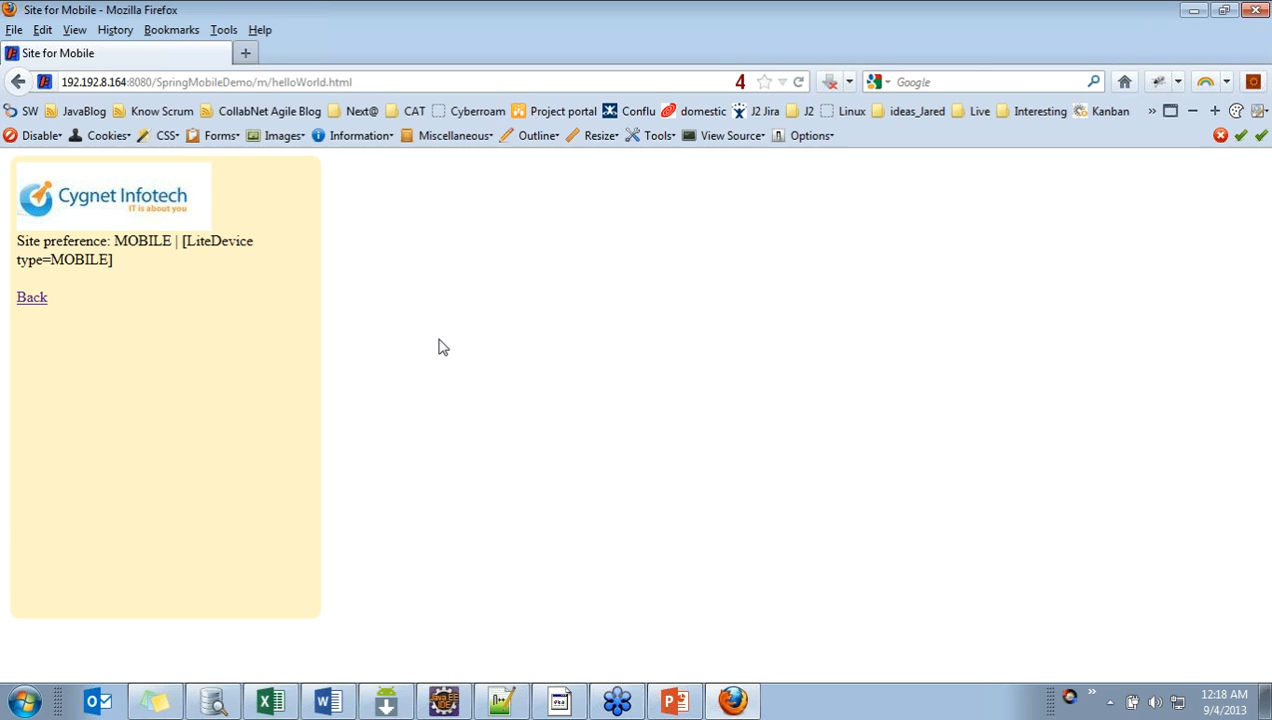 Site for Mobile - Mozilla Firefox
File Edit View History Bookmarks Tools Help
Site for Mobile +
192.192.8.164:8080/SpringMobileDemo/m/helloWorld.html 4 Google
SW JavaBlog Know Scrum CollabNet Agile Blog Next@ CAT Cyberroam Project portal Conflu domestic J2 Jira J2 Linux ideas_Jared Live Interesting Kanban
Disable Cookies CSS Forms Images Information Miscellaneous Outline Resize Tools View Source Options
Cygnet Infotech
IT is about you
Site preference: MOBILE | [LiteDevice
type=MOBILE]
Back
12:18 AM
9/4/2013